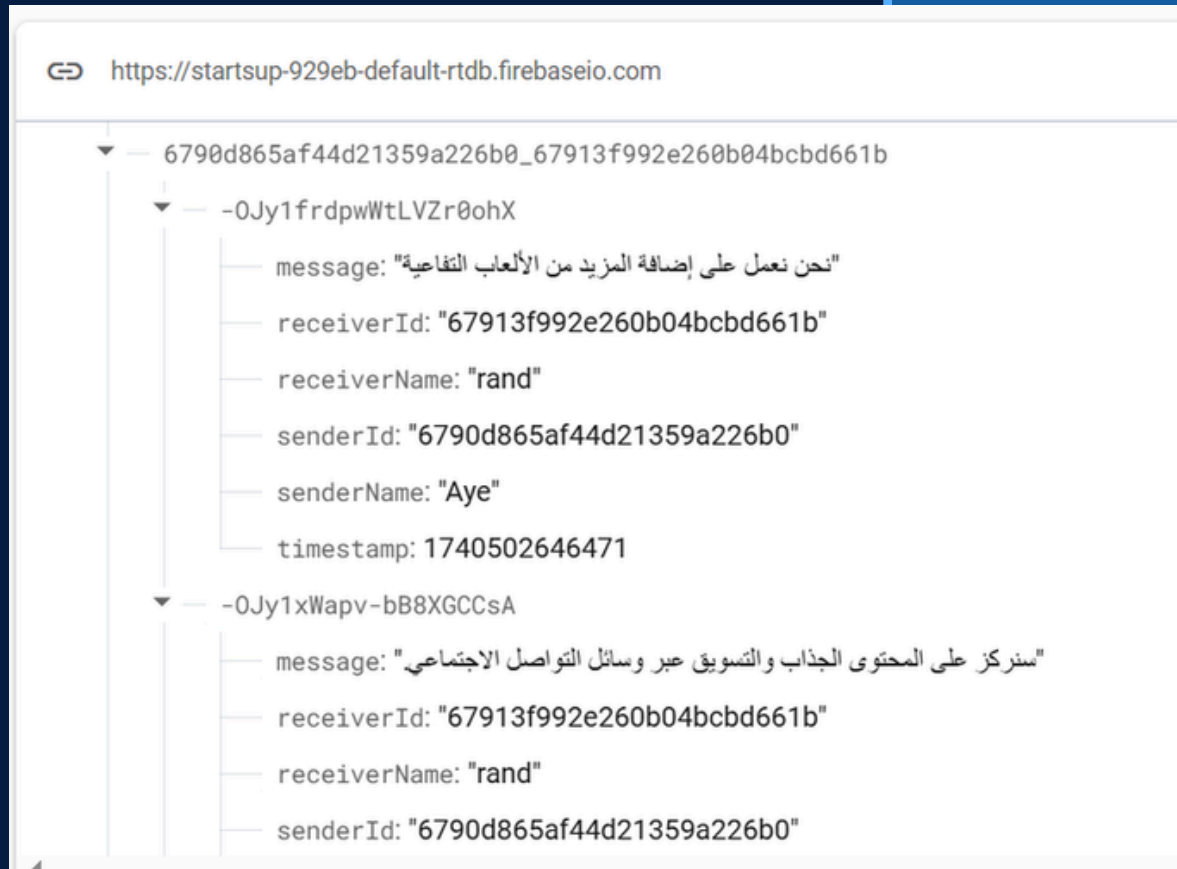 https://startsup-929eb-default-rtdb.firebaseio.com
6790d865af44d21359a226b0_67913f992e260b04bcbd661b
-OJy1frdpwWtLVZr0ohX
message: "نحن نعمل على إضافة المزيد من الألعاب التفاعية"
receiverId: "67913f992e260b04bcbd661b"
receiverName: "rand"
senderId: "6790d865af44d21359a226b0"
senderName: "Aye"
timestamp: 1740502646471
-OJy1xWapv-bB8XGCCsA
message: "سنركز على المحتوى الجذاب والتسويق عبر وسائل التواصل الاجتماعي."
receiverId: "67913f992e260b04bcbd661b"
receiverName: "rand"
senderId: "6790d865af44d21359a226b0"